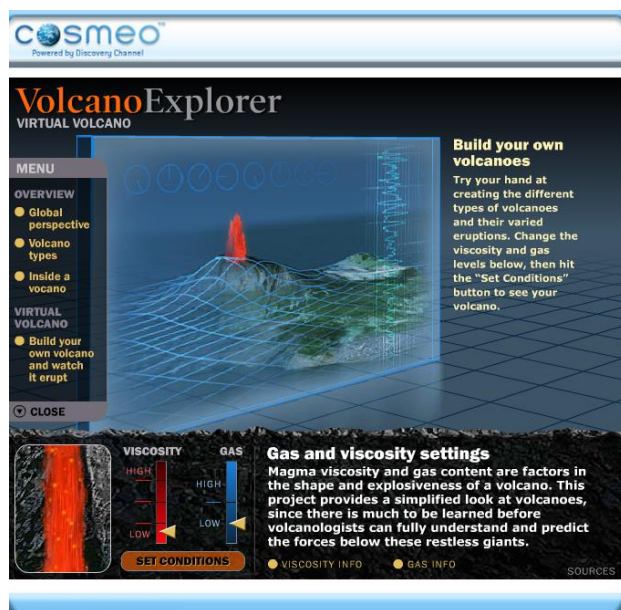 cosmeo™
Powered by Discovery Channel
VolcanoExplorer
VIRTUAL VOLCANO
MENU
OVERVIEW
Global
perspective
Volcano
types
Inside a
vocano
VIRTUAL
VOLCANO
Build your
own volcano
and watch
it erupt
CLOSE
Build your own
volcanoes
Try your hand at
creating the different
types of volcanoes
and their varied
eruptions. Change the
viscosity and gas
levels below, then hit
the “Set Conditions”
button to see your
volcano.
VISCOSITY
HIGH
LOW
GAS
HIGH
LOW
SET CONDITIONS
Gas and viscosity settings
Magma viscosity and gas content are factors in
the shape and explosiveness of a volcano. This
project provides a simplified look at volcanoes,
since there is much to be learned before
volcanologists can fully understand and predict
the forces below these restless giants.
VISCOSITY INFO
GAS INFO
SOURCES